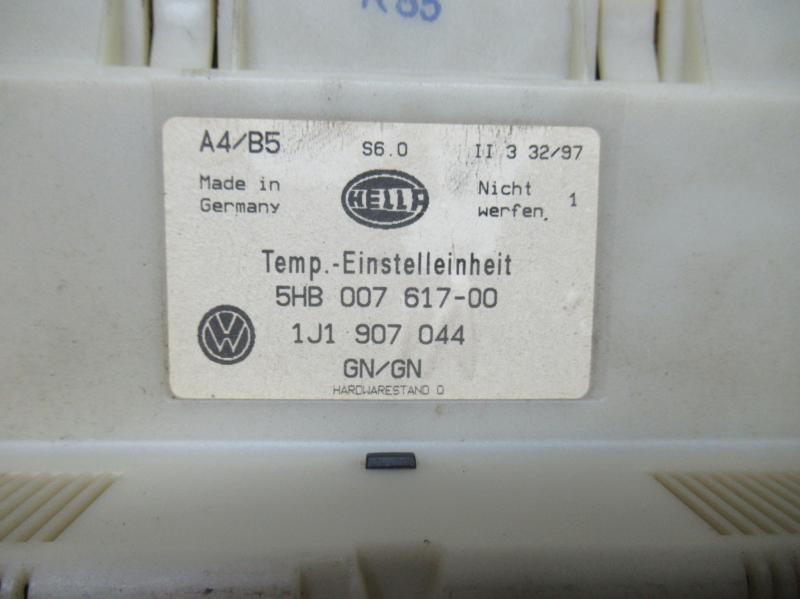 A4/B5 S6.0 II 3 32/97
Made in Germany
HELLA
Nicht werfen, 1
Temp.-Einstelleinheit
5HB 007 617-00
VW
1J1 907 044
GN/GN
HARDWARESTAND 0